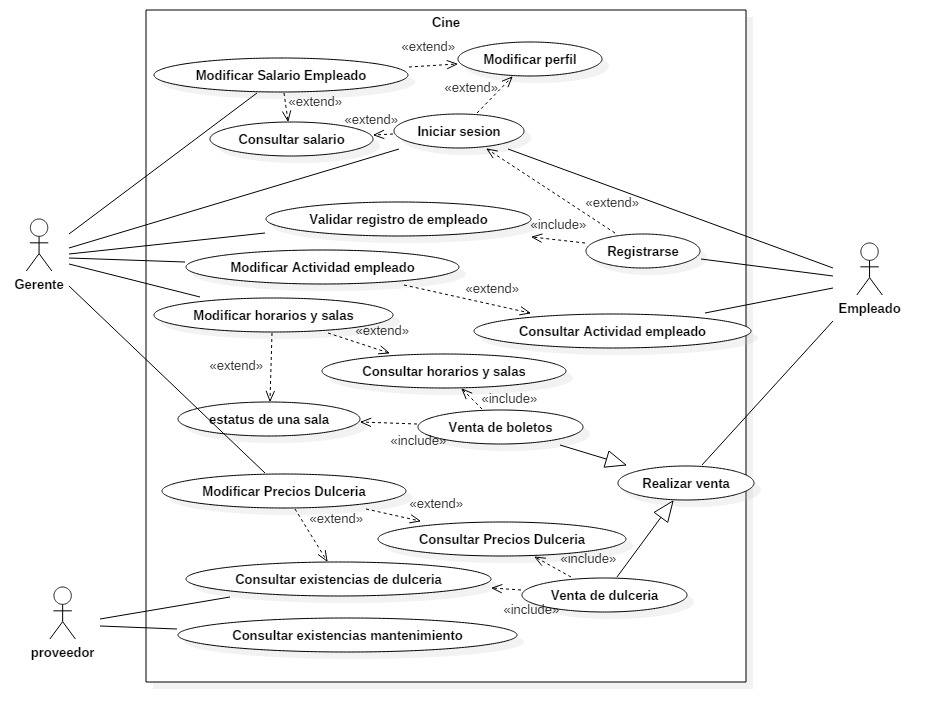 Cine
«extend»
Modificar perfil
Modificar Salario Empleado
«extend»
«extend»
«extend»
Iniciar sesion
Consultar salario
«extend»
Validar registro de empleado
«include»
Registrarse
Gerente
Modificar Actividad empleado
«extend»
Empleado
Modificar horarios y salas
«extend»
Consultar Actividad empleado
«extend»
Consultar horarios y salas
«include»
estatus de una sala
Venta de boletos
«include»
Realizar venta
Modificar Precios Dulceria
«extend»
«extend»
Consultar Precios Dulceria
«include»
Consultar existencias de dulceria
Venta de dulceria
«include»
Consultar existencias mantenimiento
proveedor